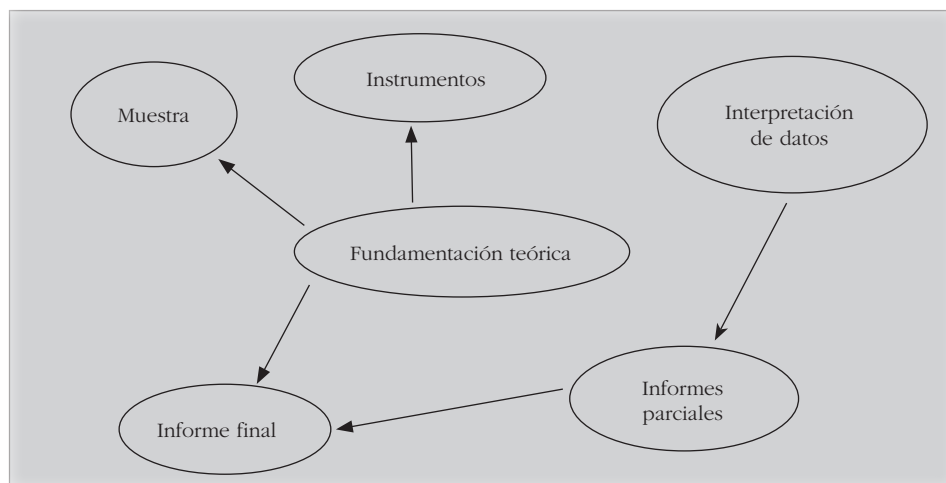 Instrumentos
Muestra
Interpretación
de datos
Fundamentación teórica
Informes
parciales
Informe final